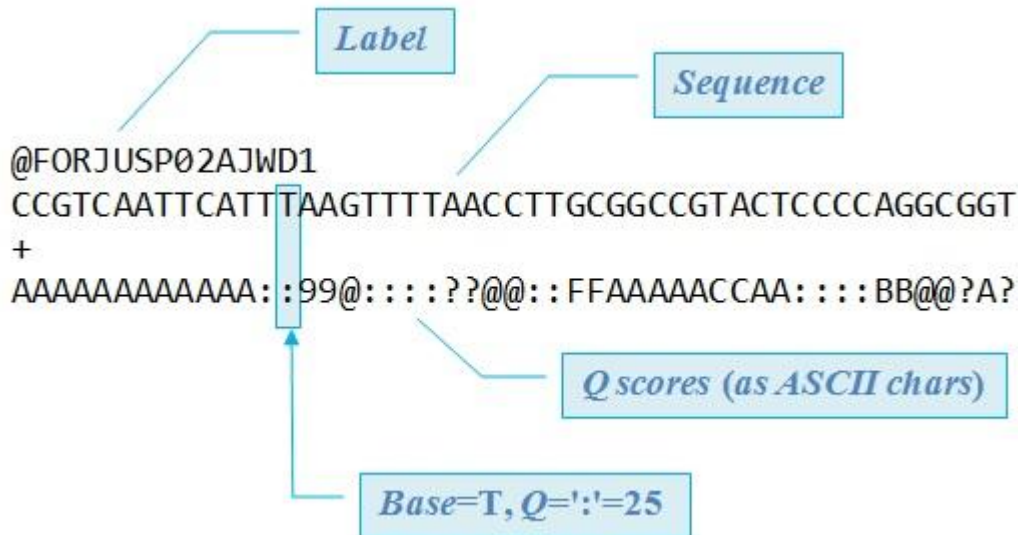 Label
Sequence
@FORJUSP02AJWD1
CCGTCAATTCATTTAAGTTTTAACCTTGCGGCCGTACTCCCCAGGCGGT
+
AAAAAAAAAAAA::99@::::??@@::FFAAAAACCAA::::BB@@?A?
Q scores (as ASCII chars)
Base=T, Q=':'=25